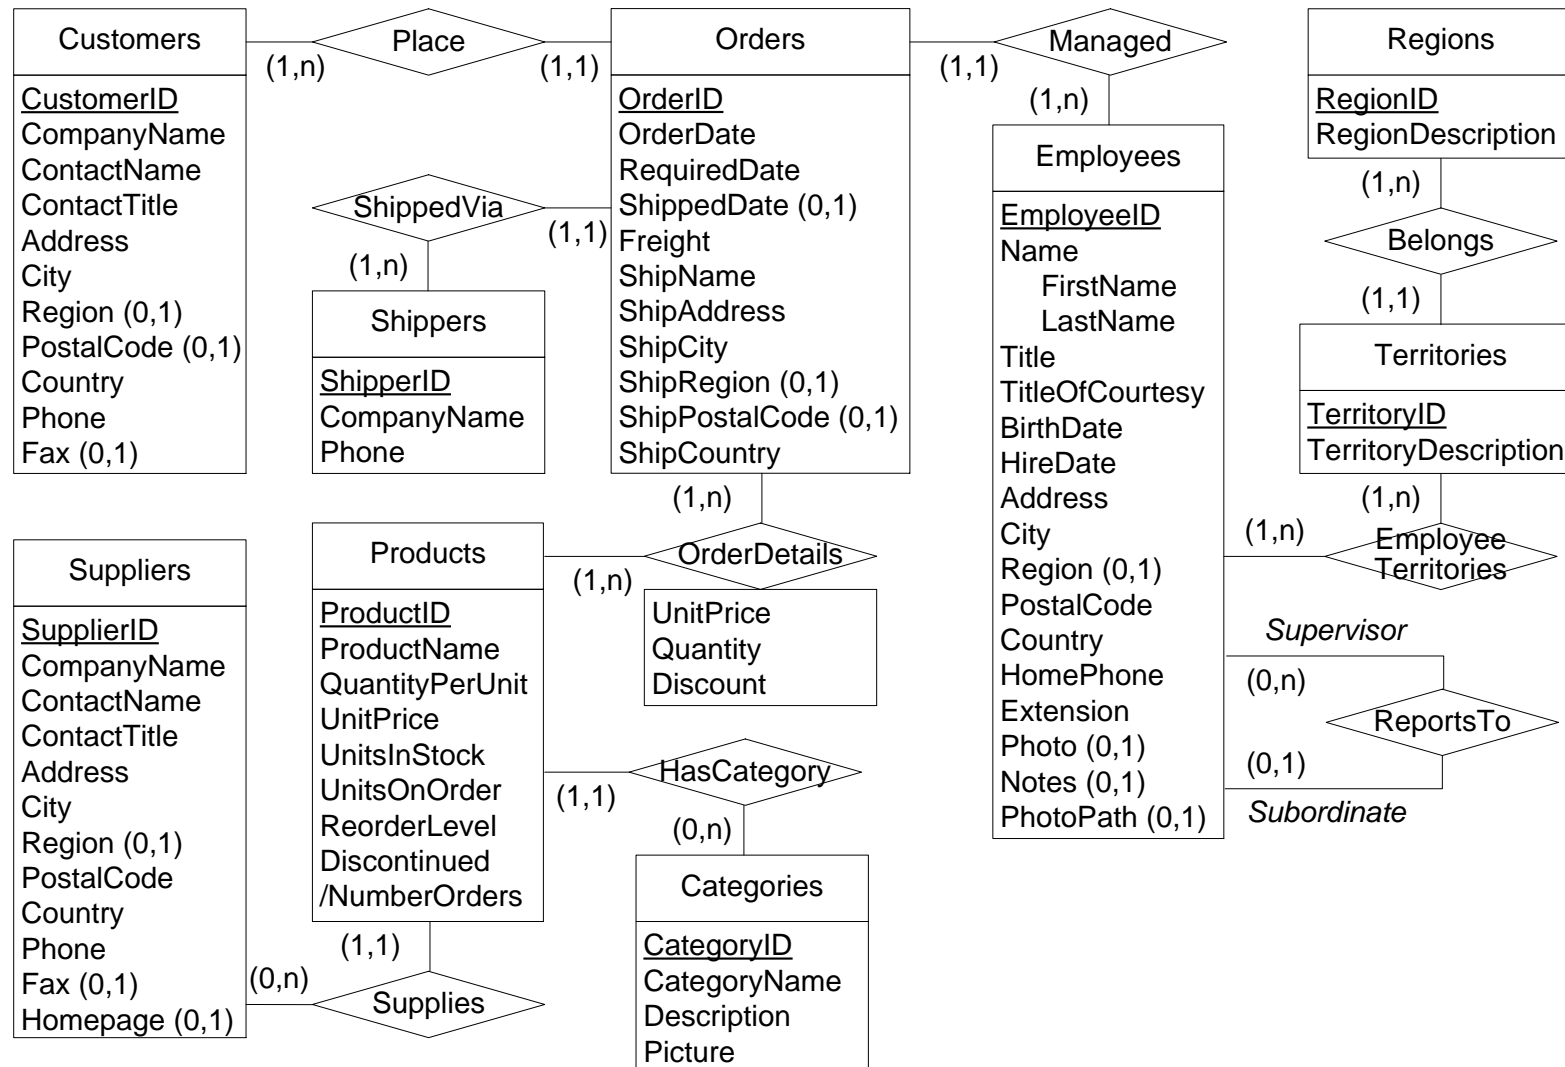 Customers
CustomerID
CompanyName
ContactName
ContactTitle
Address
City
Region (0,1)
PostalCode (0,1)
Country
Phone
Fax (0,1)
(1,n)
Place
(1,1)
Orders
OrderID
OrderDate
RequiredDate
ShippedDate (0,1)
Freight
ShipName
ShipAddress
ShipCity
ShipRegion (0,1)
ShipPostalCode (0,1)
ShipCountry
(1,1)
Managed
(1,n)
ShippedVia
(1,1)
(1,n)
Shippers
ShipperID
CompanyName
Phone
Employees
EmployeeID
Name
FirstName
LastName
Title
TitleOfCourtesy
BirthDate
HireDate
Address
City
Region (0,1)
PostalCode
Country
HomePhone
Extension
Photo (0,1)
Notes (0,1)
PhotoPath (0,1)
Regions
RegionID
RegionDescription
(1,n)
Belongs
(1,1)
Territories
TerritoryID
TerritoryDescription
(1,n)
(1,n)
Employee
Territories
Supervisor
(0,n)
ReportsTo
(0,1)
Subordinate
(1,n)
OrderDetails
(1,n)
UnitPrice
Quantity
Discount
Suppliers
SupplierID
CompanyName
ContactName
ContactTitle
Address
City
Region (0,1)
PostalCode
Country
Phone
Fax (0,1)
Homepage (0,1)
Products
ProductID
ProductName
QuantityPerUnit
UnitPrice
UnitsInStock
UnitsOnOrder
ReorderLevel
Discontinued
/NumberOrders
(1,1)
HasCategory
(0,n)
Categories
CategoryID
CategoryName
Description
Picture
(1,1)
(0,n)
Supplies